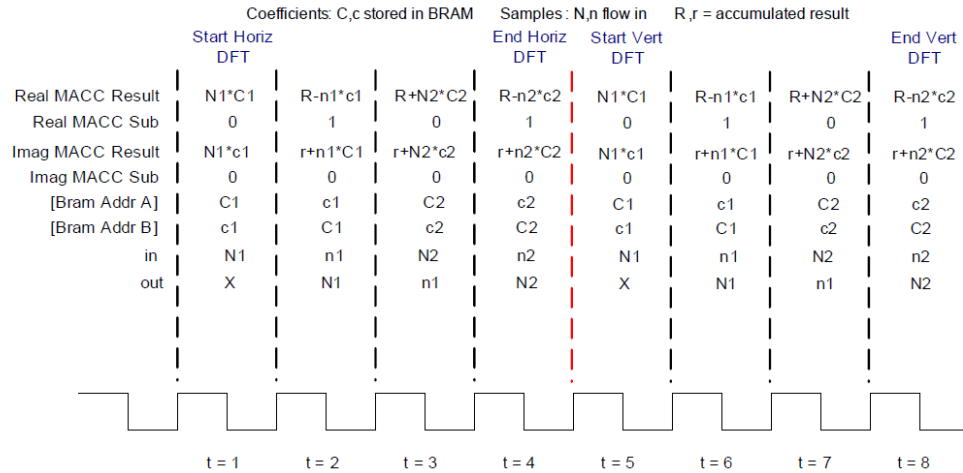 Coefficients: C,c stored in BRAM Samples: N,n flow in R,r = accumulated result
Start Horiz DFT End Horiz DFT Start Vert DFT End Vert DFT
Real MACC Result N1*C1 R-n1*c1 R+N2*C2 R-n2*c2 N1*C1 R-n1*c1 R+N2*C2 R-n2*c2
Real MACC Sub 0 1 0 1 0 1 0 1
Imag MACC Result N1*c1 r+n1*C1 r+N2*c2 r+n2*C2 N1*c1 r+n1*C1 r+N2*c2 r+n2*C2
Imag MACC Sub 0 0 0 0 0 0 0 0
[Bram Addr A] C1 c1 C2 c2 C1 c1 C2 c2
[Bram Addr B] c1 C1 c2 C2 c1 C1 c2 C2
in N1 n1 N2 n2 N1 n1 N2 n2
out X N1 n1 N2 X N1 n1 N2
t = 1 t = 2 t = 3 t = 4 t = 5 t = 6 t = 7 t = 8